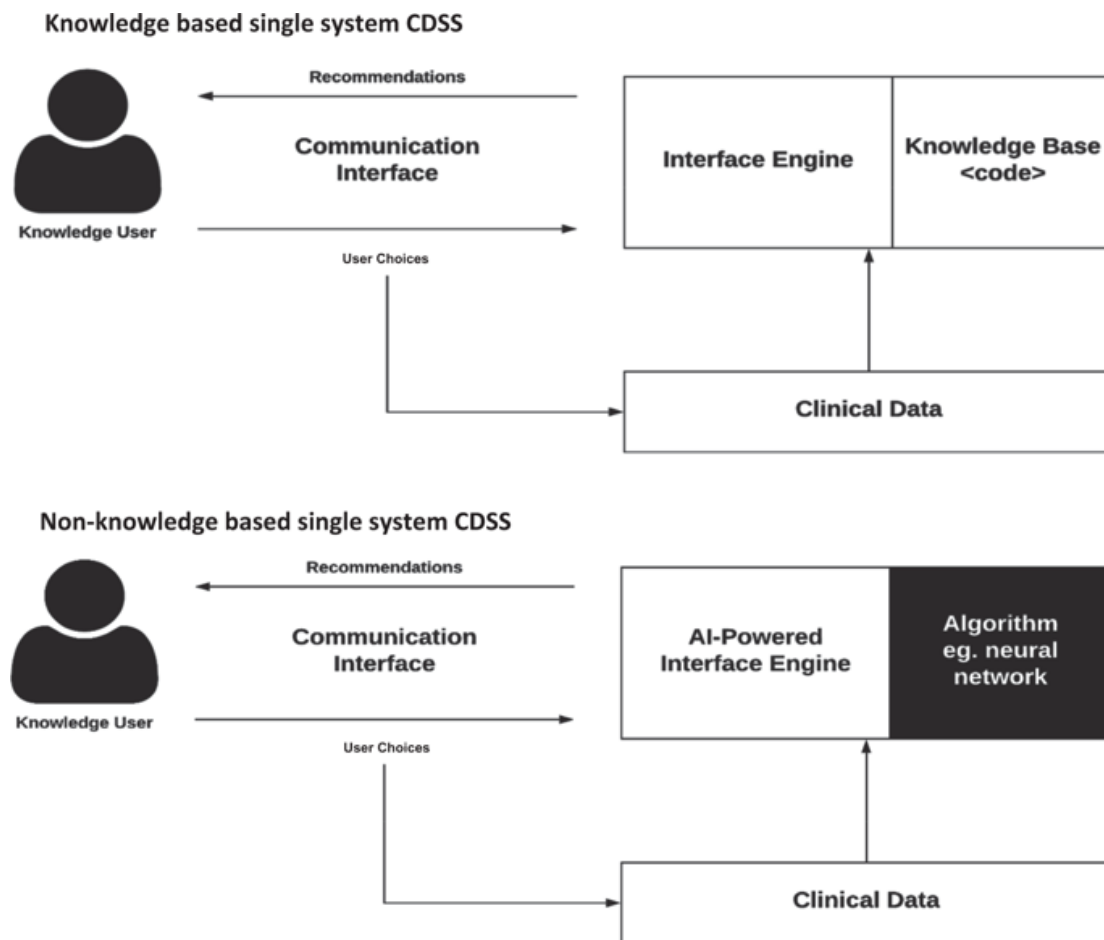 Knowledge based single system CDSS
Recommendations
Communication
Interface
Knowledge User
User Choices
Interface Engine
Knowledge Base
<code>
Clinical Data
Non-knowledge based single system CDSS
Recommendations
Communication
Interface
Knowledge User
User Choices
AI-Powered
Interface Engine
Algorithm
eg. neural
network
Clinical Data